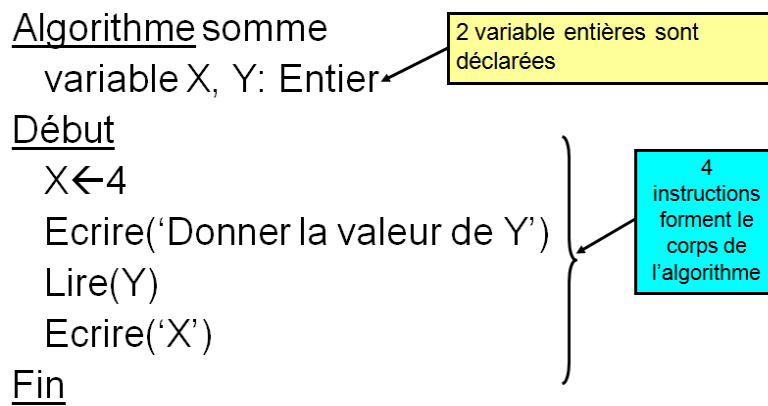 Algorithme somme
2 variable entières sont
déclarées
variable X, Y: Entier
Début
X←4
Ecrire(‘Donner la valeur de Y’)
Lire(Y)
Ecrire(‘X’)
Fin
4
instructions
forment le
corps de
l’algorithme